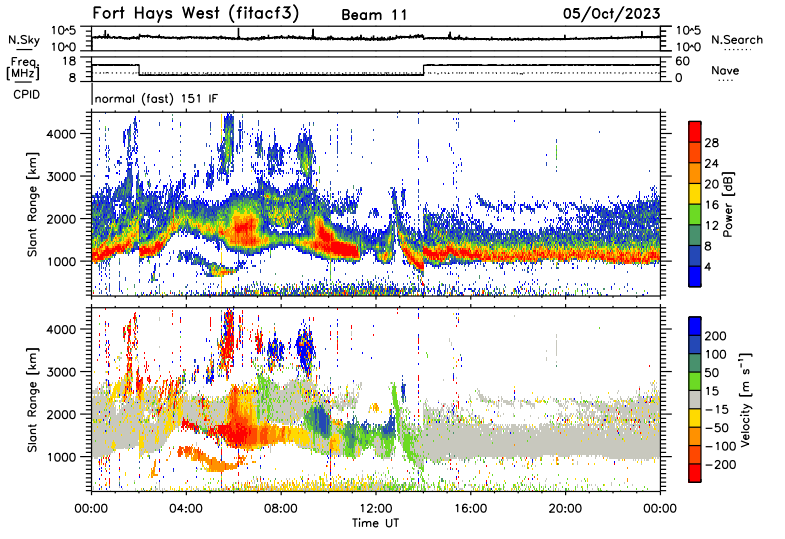 Fort Hays West (fitacf3) Beam 11 05/Oct/2023
N.Sky 10^5 10^0 10^5 10^0 N.Search
Freq. [MHz] 18 8 60 0 Nave
CPID normal (fast) 151 IF
Slant Range [km] 4000 3000 2000 1000
Power [dB] 28 24 20 16 12 8 4
Slant Range [km] 4000 3000 2000 1000
Velocity [m s⁻¹] 200 100 50 15 -15 -50 -100 -200
00:00 04:00 08:00 12:00 16:00 20:00 00:00
Time UT